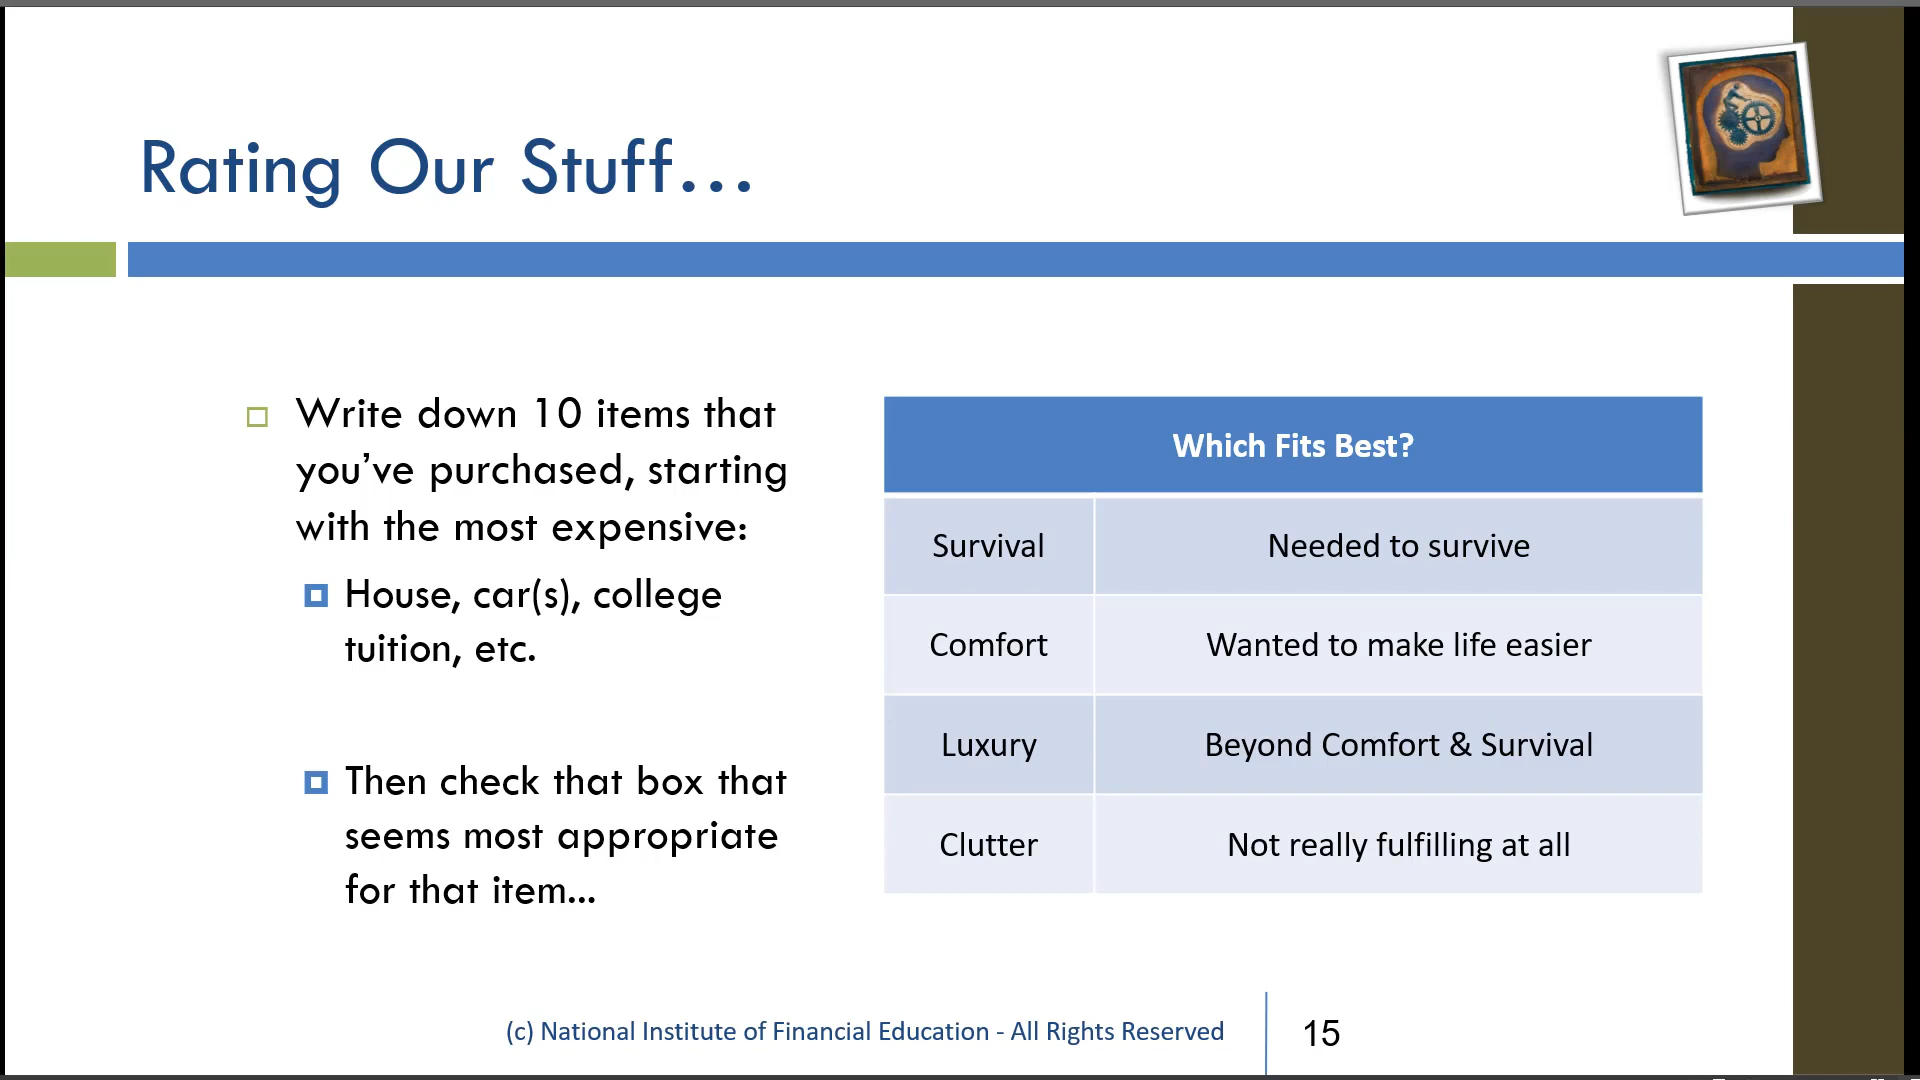 Rating Our Stuff...
Write down 10 items that
you've purchased, starting
with the most expensive:
House, car(s), college
tuition, etc.
Then check that box that
seems most appropriate
for that item...
Which Fits Best?
Survival Needed to survive
Comfort Wanted to make life easier
Luxury Beyond Comfort & Survival
Clutter Not really fulfilling at all
(c) National Institute of Financial Education - All Rights Reserved
15